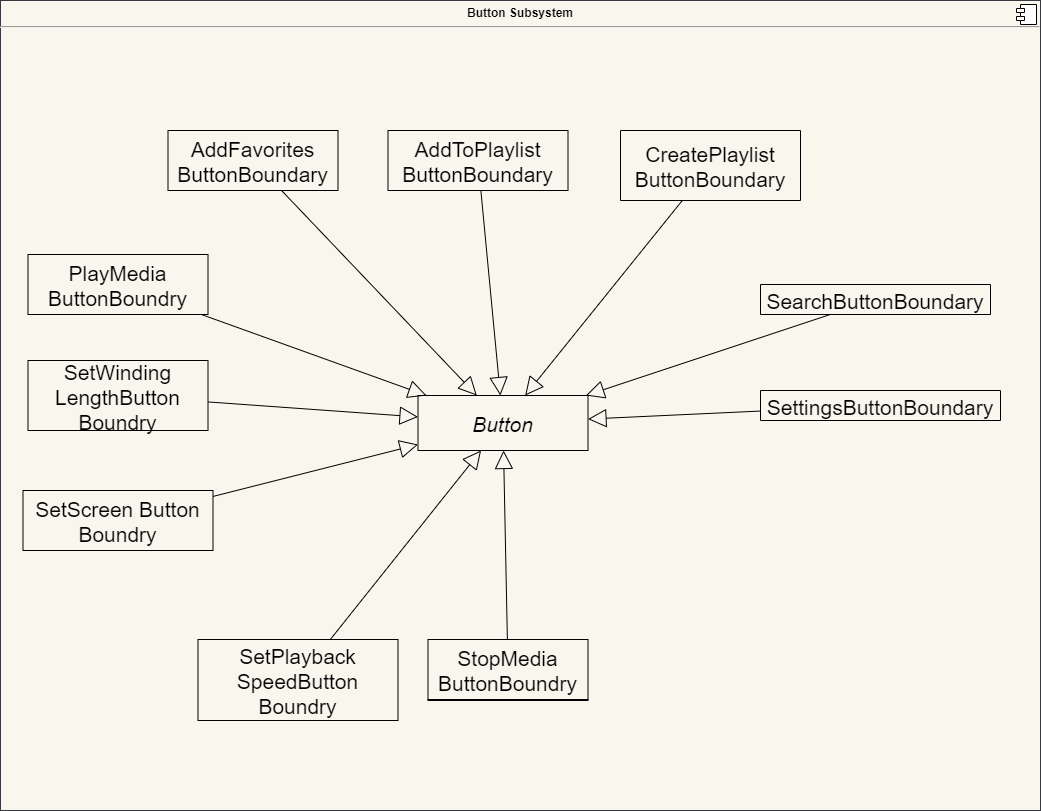 Button Subsystem
AddFavorites
ButtonBoundary
AddToPlaylist
ButtonBoundary
CreatePlaylist
ButtonBoundary
PlayMedia
ButtonBoundry
SearchButtonBoundary
SetWinding
LengthButton
Boundry
SettingsButtonBoundary
Button
SetScreen Button
Boundry
SetPlayback
SpeedButton
Boundry
StopMedia
ButtonBoundry